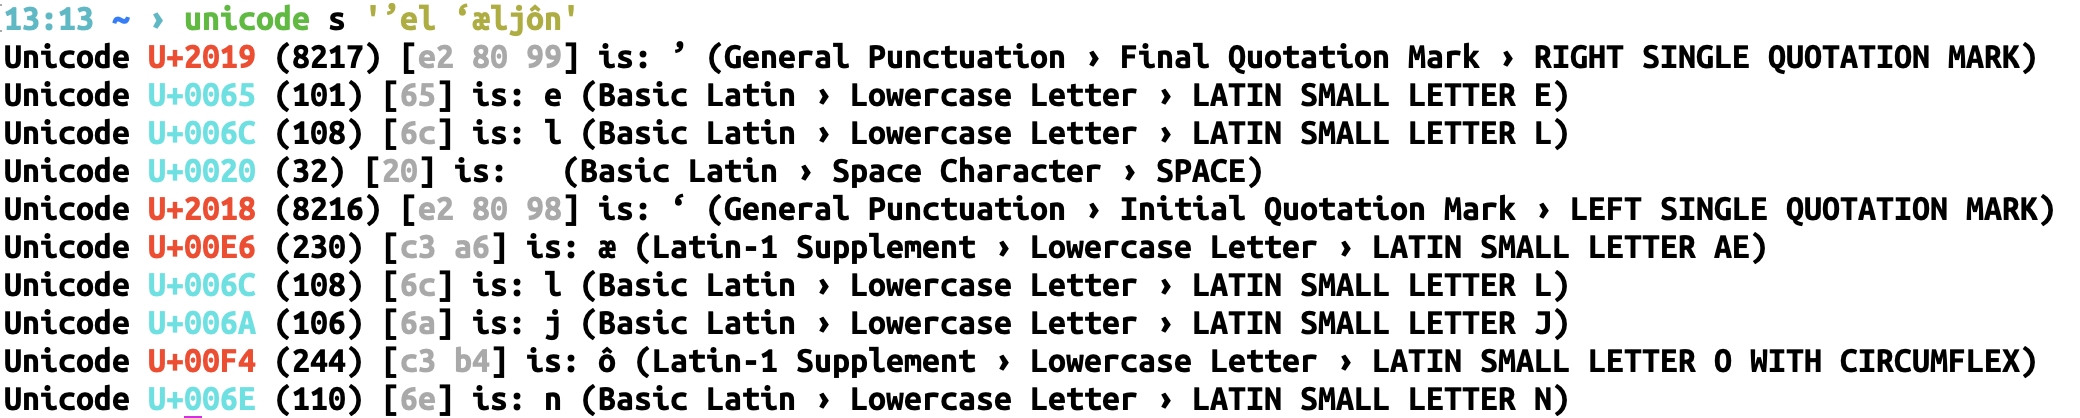 13:13 ~ › unicode s '’el ‘æljôn'
Unicode U+2019 (8217) [e2 80 99] is: ’ (General Punctuation › Final Quotation Mark › RIGHT SINGLE QUOTATION MARK)
Unicode U+0065 (101) [65] is: e (Basic Latin › Lowercase Letter › LATIN SMALL LETTER E)
Unicode U+006C (108) [6c] is: l (Basic Latin › Lowercase Letter › LATIN SMALL LETTER L)
Unicode U+0020 (32) [20] is:   (Basic Latin › Space Character › SPACE)
Unicode U+2018 (8216) [e2 80 98] is: ‘ (General Punctuation › Initial Quotation Mark › LEFT SINGLE QUOTATION MARK)
Unicode U+00E6 (230) [c3 a6] is: æ (Latin-1 Supplement › Lowercase Letter › LATIN SMALL LETTER AE)
Unicode U+006C (108) [6c] is: l (Basic Latin › Lowercase Letter › LATIN SMALL LETTER L)
Unicode U+006A (106) [6a] is: j (Basic Latin › Lowercase Letter › LATIN SMALL LETTER J)
Unicode U+00F4 (244) [c3 b4] is: ô (Latin-1 Supplement › Lowercase Letter › LATIN SMALL LETTER O WITH CIRCUMFLEX)
Unicode U+006E (110) [6e] is: n (Basic Latin › Lowercase Letter › LATIN SMALL LETTER N)